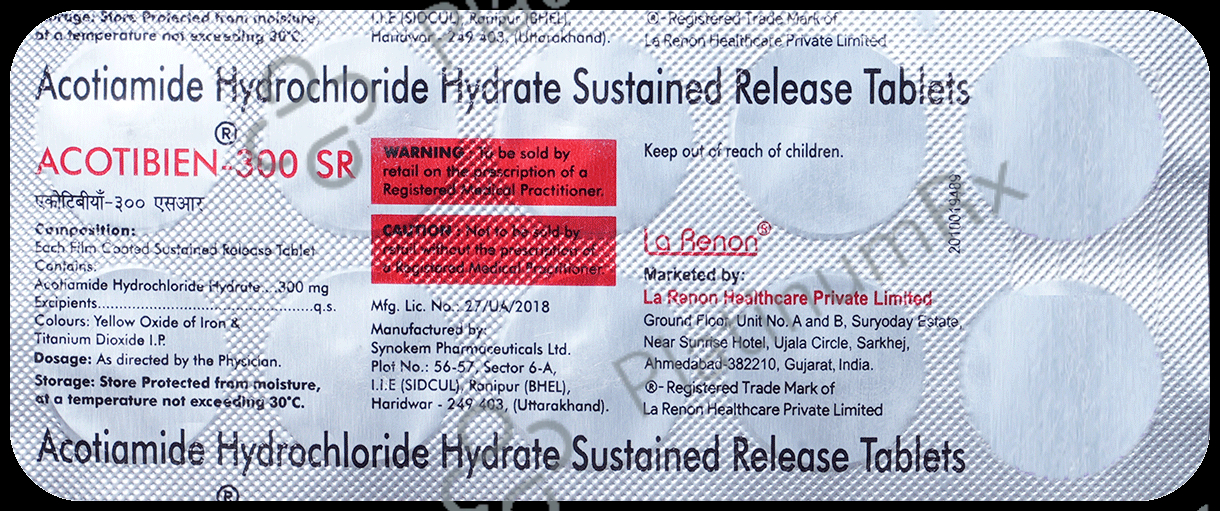 Storage: Store Protected from moisture,
at a temperature not exceeding 30°C.
I.I.E (SIDCUL), Ranipur (BHEL),
Haridwar - 249 403, (Uttarakhand).
®- Registered Trade Mark of
La Renon Healthcare Private Limited
Acotiamide Hydrochloride Hydrate Sustained Release Tablets
ACOTIBIEN®-300 SR
एकोटिबीयाँ-३०० एसआर
Composition:
Each Film Coated Sustained Release Tablet
Contains:
Acotiamide Hydrochloride Hydrate....300 mg
Excipients..........................................q.s.
Colours: Yellow Oxide of Iron &
Titanium Dioxide I.P.
Dosage: As directed by the Physician.
Storage: Store Protected from moisture,
at a temperature not exceeding 30°C.
WARNING : To be sold by
retail on the prescription of a
Registered Medical Practitioner.
CAUTION : Not to be sold by
retail without the prescription of
a Registered Medical Practitioner.
Mfg. Lic. No.: 27/UA/2018
Manufactured by:
Synokem Pharmaceuticals Ltd.
Plot No.: 56-57, Sector 6-A,
I.I.E (SIDCUL), Ranipur (BHEL),
Haridwar - 249 403, (Uttarakhand).
Keep out of reach of children.
La Renon®
Marketed by:
La Renon Healthcare Private Limited
Ground Floor, Unit No. A and B, Suryoday Estate,
Near Sunrise Hotel, Ujala Circle, Sarkhej,
Ahmedabad-382210, Gujarat, India.
®- Registered Trade Mark of
La Renon Healthcare Private Limited
2010019409
Acotiamide Hydrochloride Hydrate Sustained Release Tablets
®
PlatinumRx